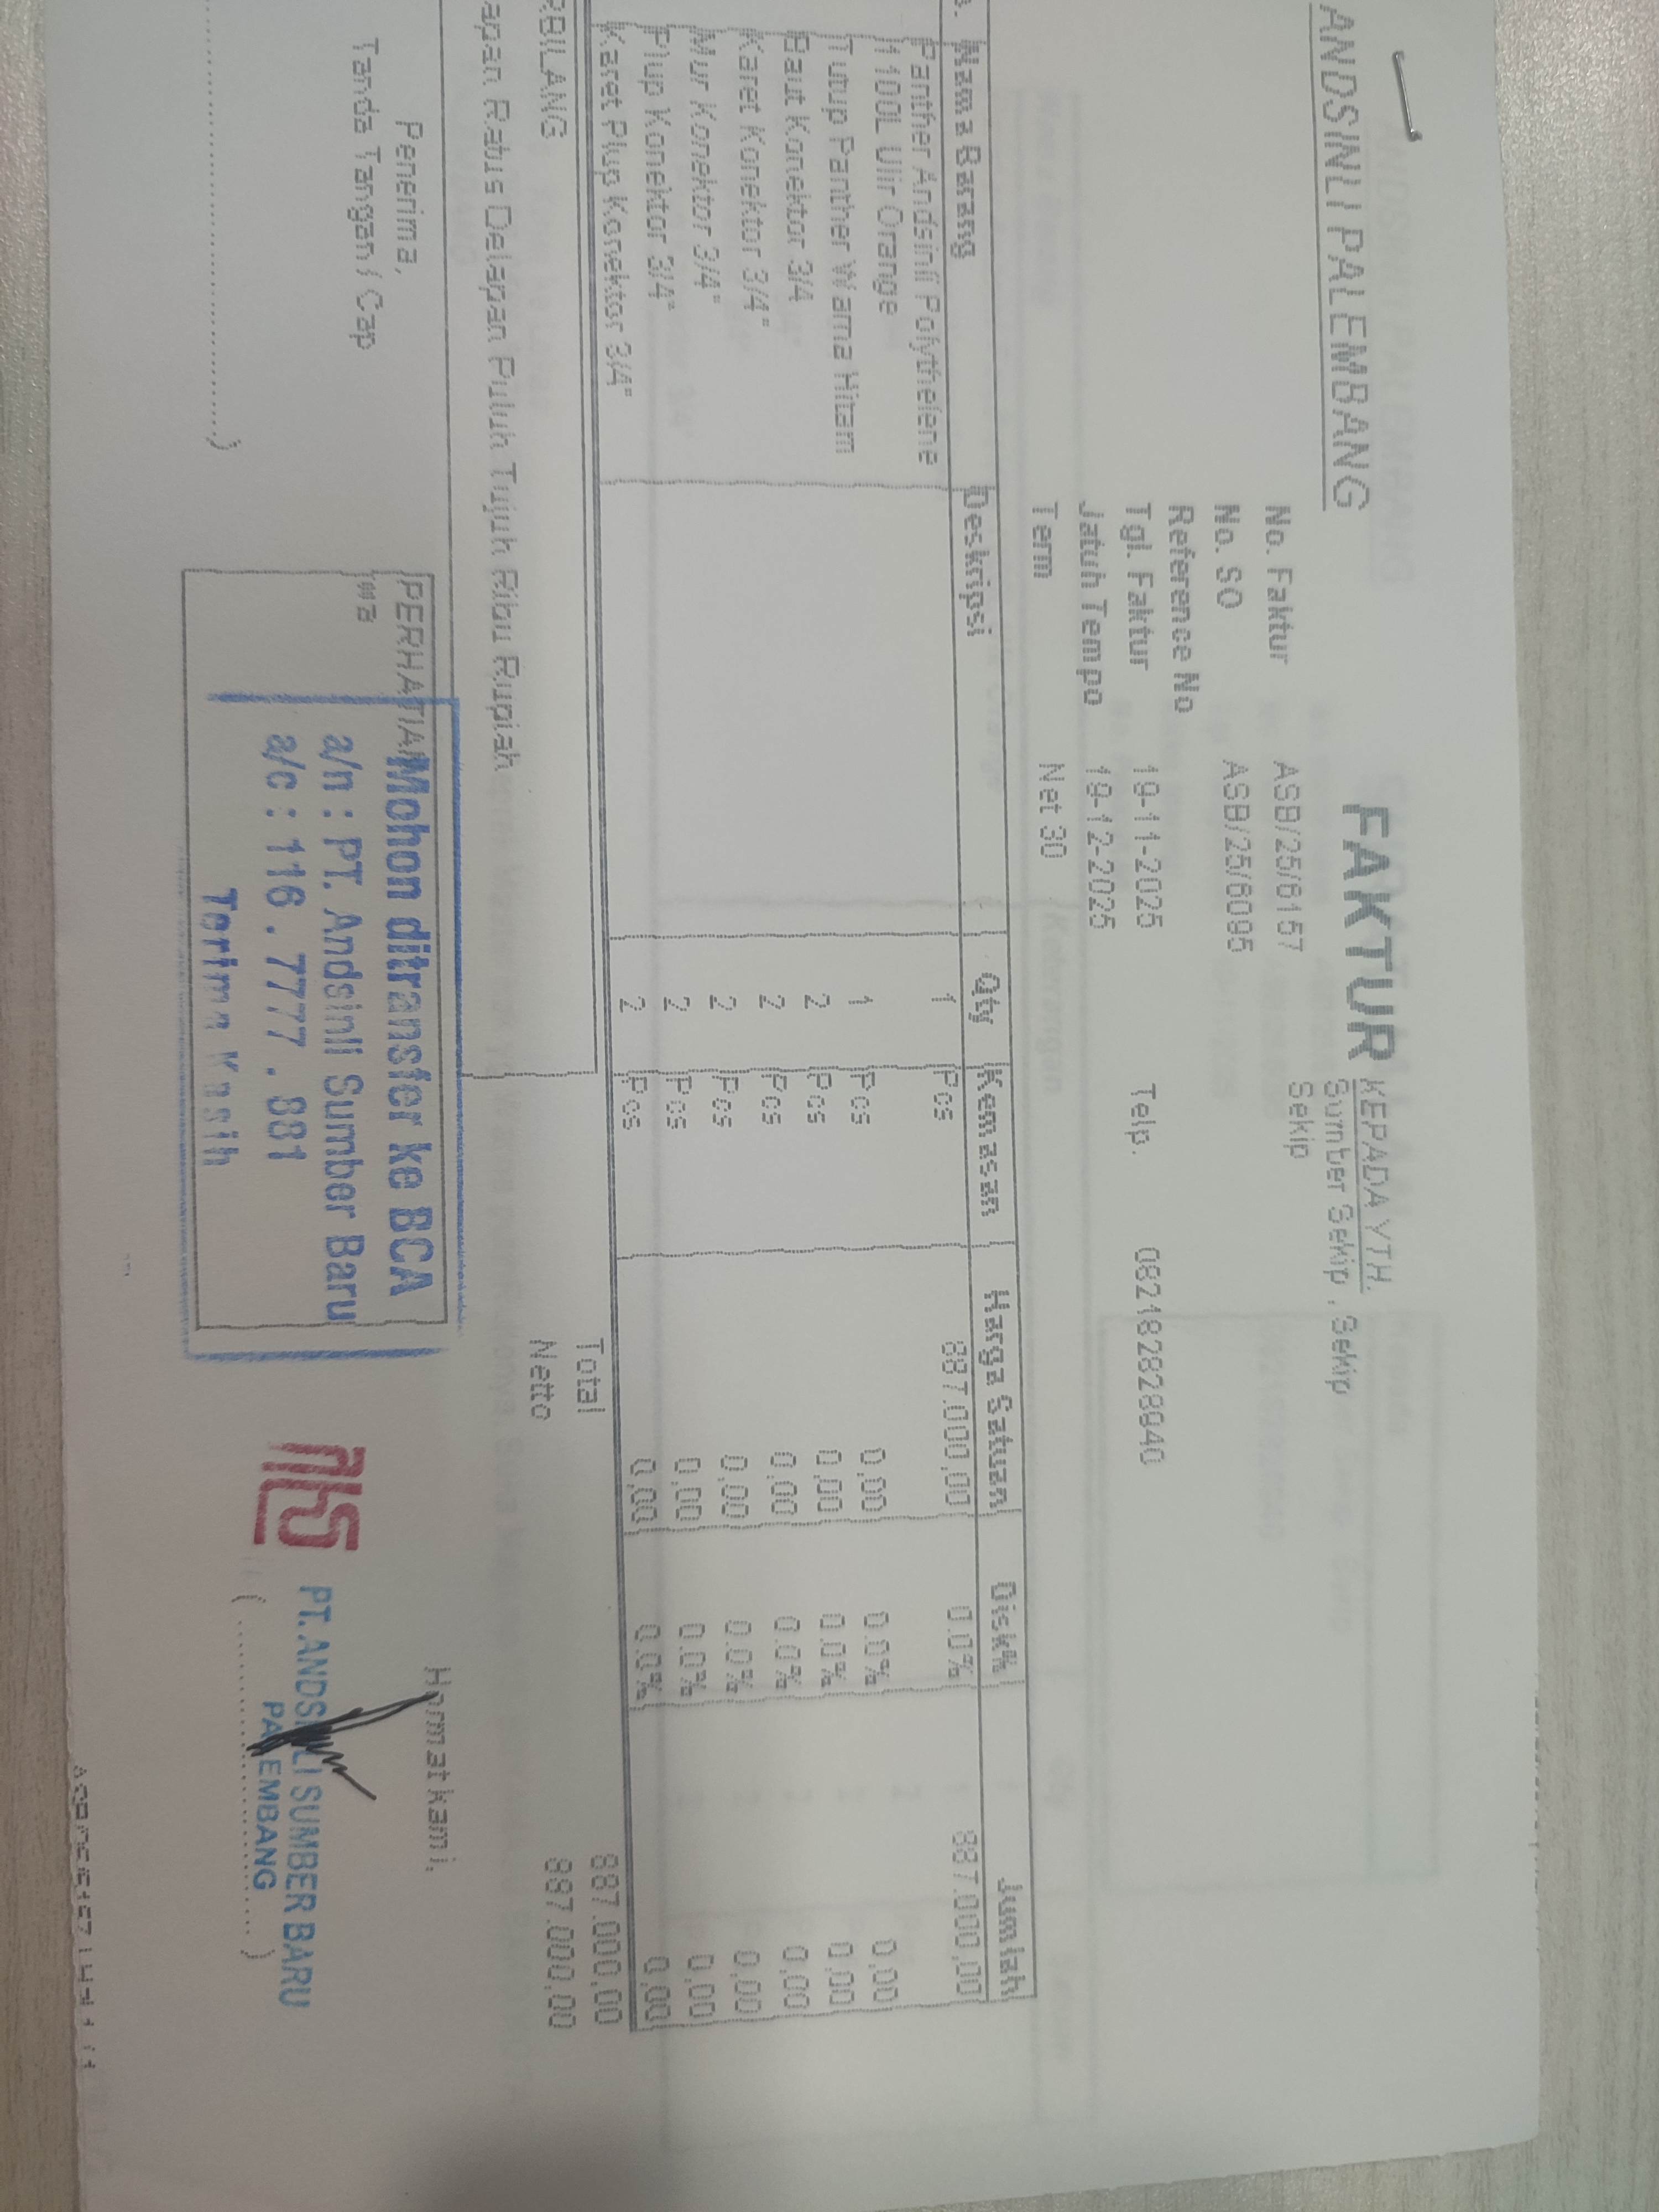 ANDSINLI PALEMBANG
FAKTUR
KEPADA YTH.
Sumber Sekip , Sekip
Sekip
No. Faktur ASB/25/6157
No. SO ASB/25/6095
Reference No
Tgl. Faktur 19-11-2025
Telp. 082182828940
Jatuh Tempo 19-12-2025
Term Net 30
Nama Barang Deskripsi Qty Kemasan Harga Satuan Disk% Jumlah
Panther Andsinli Polythelene 1 Pcs 887.000,00 0.0% 887.000,00
1100L Ulir Orange
Tutup Panther Warna Hitam 1 Pcs 0,00 0.0% 0,00
Baut Konektor 3/4 2 Pcs 0,00 0.0% 0,00
Karet Konektor 3/4" 2 Pcs 0,00 0.0% 0,00
Mur Konektor 3/4" 2 Pcs 0,00 0.0% 0,00
Plup Konektor 3/4" 2 Pcs 0,00 0.0% 0,00
Karet Plup Konektor 3/4" 2 Pcs 0,00 0.0% 0,00
RBILANG
Total 887.000,00
Netto 887.000,00
apan Ratus Delapan Puluh Tujuh Ribu Rupiah
Penerima,
Tanda Tangan / Cap
PERHATIAN
Mohon ditransfer ke BCA
a/n : PT. Andsinli Sumber Baru
a/c : 116 . 7777 . 881
Terima Kasih
Hormat kami,
PT. ANDSINLI SUMBER BARU
PALEMBANG